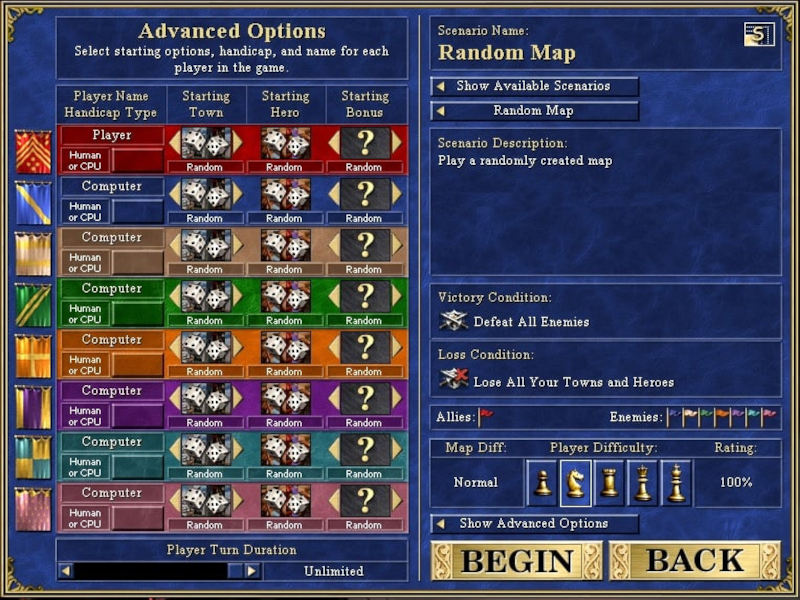 Advanced Options
Select starting options, handicap, and name for each
player in the game.
Player Name
Handicap Type
Starting
Town
Starting
Hero
Starting
Bonus
Player
Human
or CPU
Random
Random
?
Random
Computer
Human
or CPU
Random
Random
?
Random
Computer
Human
or CPU
Random
Random
?
Random
Computer
Human
or CPU
Random
Random
?
Random
Computer
Human
or CPU
Random
Random
?
Random
Computer
Human
or CPU
Random
Random
?
Random
Computer
Human
or CPU
Random
Random
?
Random
Computer
Human
or CPU
Random
Random
?
Random
Player Turn Duration
Unlimited
Scenario Name:
Random Map
S
Show Available Scenarios
Random Map
Scenario Description:
Play a randomly created map
Victory Condition:
Defeat All Enemies
Loss Condition:
Lose All Your Towns and Heroes
Allies:
Enemies:
Map Diff:
Player Difficulty:
Rating:
Normal
100%
Show Advanced Options
BEGIN
BACK